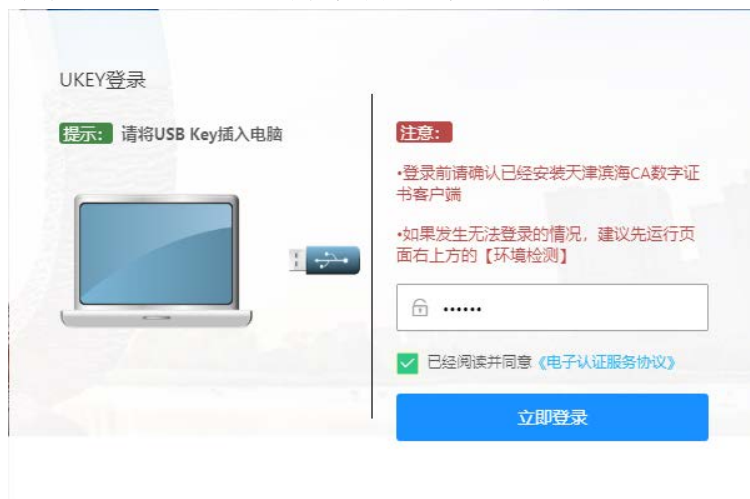 UKEY登录
提示： 请将USB Key插入电脑
注意：
•登录前请确认已经安装天津滨海CA数字证
书客户端
•如果发生无法登录的情况，建议先运行页
面右上方的【环境检测】
••••••
已经阅读并同意《电子认证服务协议》
立即登录